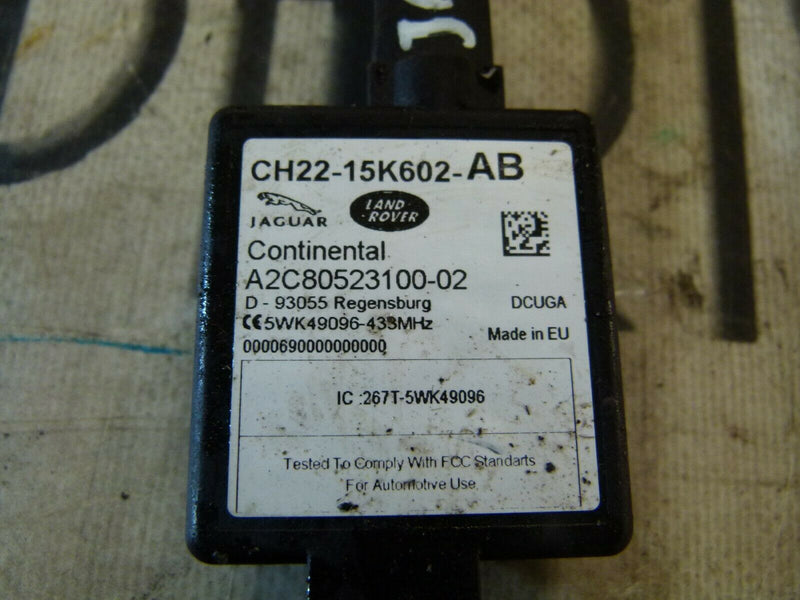 CH22-15K602-AB
JAGUAR
LAND
ROVER
Continental
A2C80523100-02
D - 93055 Regensburg
DCUGA
CE5WK49096-433MHz
Made in EU
0000690000000000
IC :267T-5WK49096
Tested To Comply With FCC Standarts
For Automotive Use